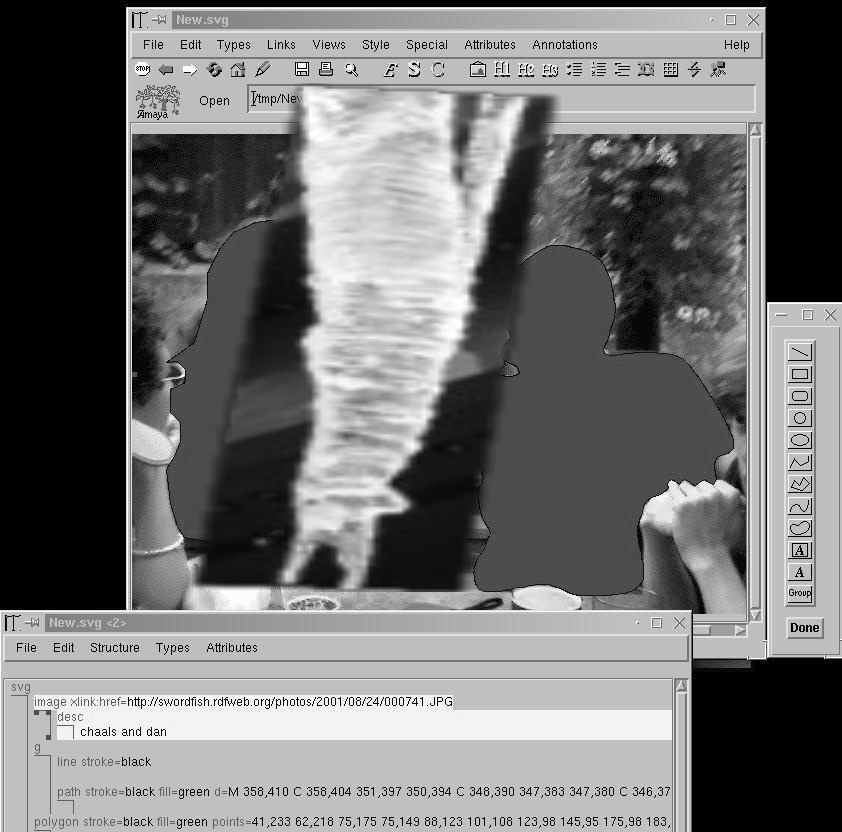 New.svg
File Edit Types Links Views Style Special Attributes Annotations Help
STOP E S C H1 H2 H3
Amaya
Open /tmp/New
A
A
Group
Done
New.svg <2>
File Edit Structure Types Attributes
svg
image xlink:href=http://swordfish.rdfweb.org/photos/2001/08/24/000741.JPG
desc
chaals and dan
g
line stroke=black
path stroke=black fill=green d=M 358,410 C 358,404 351,397 350,394 C 348,390 347,383 347,380 C 346,37
polygon stroke=black fill=green points=41,233 62,218 75,175 75,149 88,123 101,108 123,98 145,95 175,98 183,